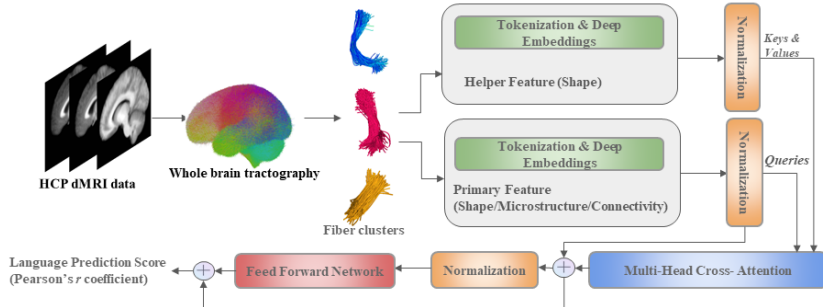 Tokenization & Deep
Embeddings
Helper Feature (Shape)
Normalization
Keys &
Values
HCP dMRI data
Whole brain tractography
Fiber clusters
Tokenization & Deep
Embeddings
Primary Feature
(Shape/Microstructure/Connectivity)
Normalization
Queries
Language Prediction Score
(Pearson's r coefficient)
Feed Forward Network
Normalization
Multi-Head Cross- Attention